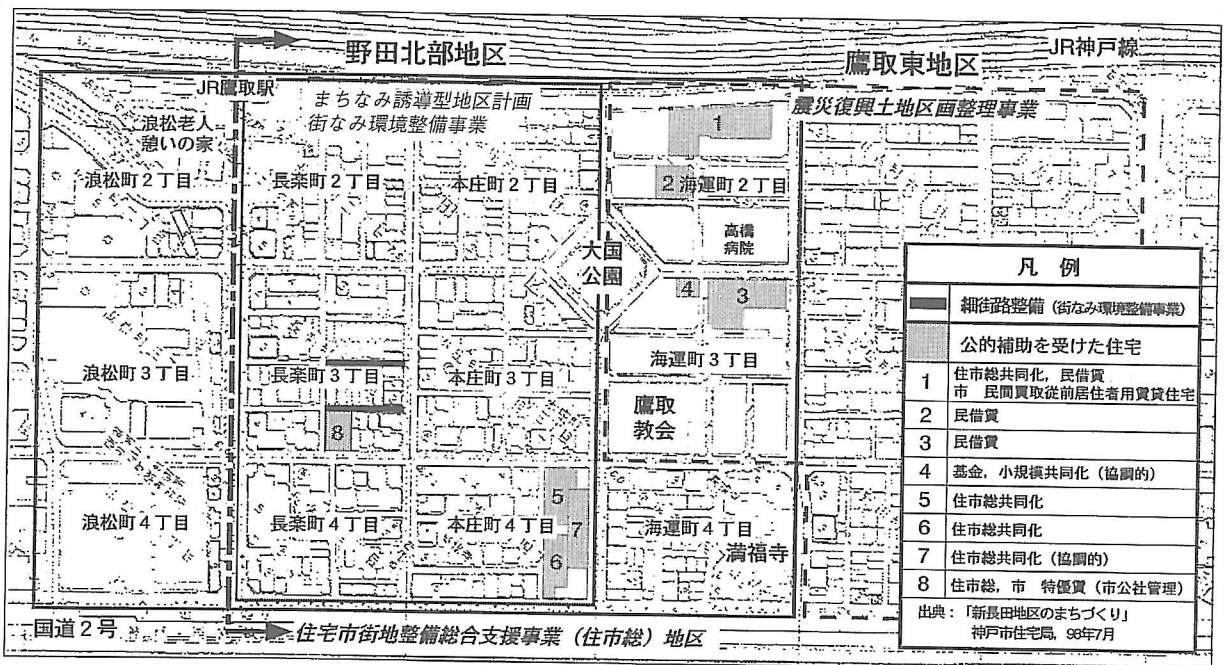 野田北部地区
鷹取東地区
JR神戸線
JR鷹取駅
まちなみ誘導型地区計画
街なみ環境整備事業
震災復興土地区画整理事業
浪松老人
憩いの家
1
浪松町2丁目
長楽町2丁目
本庄町2丁目
2
海運町2丁目
高橋
病院
大国
公園
4
3
浪松町3丁目
長楽町3丁目
本庄町3丁目
海運町3丁目
鷹取
教会
8
浪松町4丁目
長楽町4丁目
本庄町4丁目
5
7
6
海運町4丁目
満福寺
国道2号
住宅市街地整備総合支援事業(住市総)地区
凡例
細街路整備(街なみ環境整備事業)
公的補助を受けた住宅
1 住市総共同化,民借賃
市 民間買取従前居住者用賃貸住宅
2 民借賃
3 民借賃
4 基金,小規模共同化(協調的)
5 住市総共同化
6 住市総共同化
7 住市総共同化(協調的)
8 住市総,市 特優賃(市公社管理)
出典:「新長田地区のまちづくり」
神戸市住宅局,98年7月